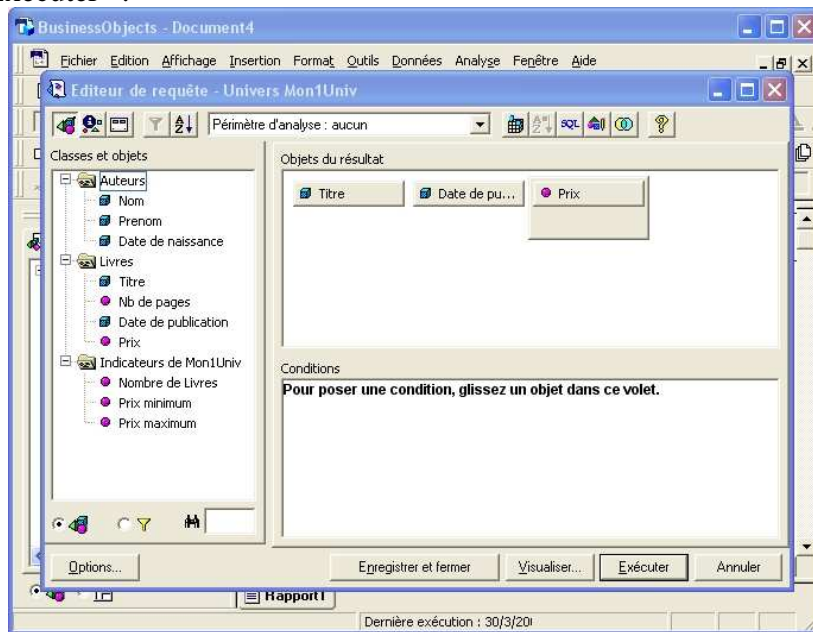 BusinessObjects - Document4
Fichier Edition Affichage Insertion Format Outils Données Analyse Fenêtre Aide
Editeur de requête - Univers Mon1Univ
Périmètre d'analyse : aucun
SQL
Classes et objets
Auteurs
Nom
Prenom
Date de naissance
Livres
Titre
Nb de pages
Date de publication
Prix
Indicateurs de Mon1Univ
Nombre de Livres
Prix minimum
Prix maximum
Objets du résultat
Titre
Date de pu...
Prix
Conditions
Pour poser une condition, glissez un objet dans ce volet.
Options...
Enregistrer et fermer
Visualiser...
Exécuter
Annuler
Rapport1
Dernière exécution : 30/3/20